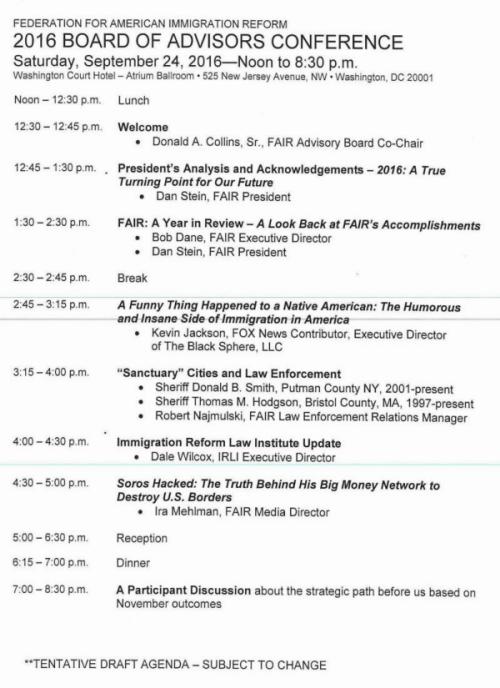 FEDERATION FOR AMERICAN IMMIGRATION REFORM
2016 BOARD OF ADVISORS CONFERENCE
Saturday, September 24, 2016—Noon to 8:30 p.m.
Washington Court Hotel – Atrium Ballroom • 525 New Jersey Avenue, NW • Washington, DC 20001
Noon – 12:30 p.m. Lunch
12:30 – 12:45 p.m. Welcome
• Donald A. Collins, Sr., FAIR Advisory Board Co-Chair
12:45 – 1:30 p.m. President's Analysis and Acknowledgements – 2016: A True
Turning Point for Our Future
• Dan Stein, FAIR President
1:30 – 2:30 p.m. FAIR: A Year in Review – A Look Back at FAIR's Accomplishments
• Bob Dane, FAIR Executive Director
• Dan Stein, FAIR President
2:30 – 2:45 p.m. Break
2:45 – 3:15 p.m. A Funny Thing Happened to a Native American: The Humorous
and Insane Side of Immigration in America
• Kevin Jackson, FOX News Contributor, Executive Director
of The Black Sphere, LLC
3:15 – 4:00 p.m. “Sanctuary” Cities and Law Enforcement
• Sheriff Donald B. Smith, Putman County NY, 2001-present
• Sheriff Thomas M. Hodgson, Bristol County, MA, 1997-present
• Robert Najmulski, FAIR Law Enforcement Relations Manager
4:00 – 4:30 p.m. Immigration Reform Law Institute Update
• Dale Wilcox, IRLI Executive Director
4:30 – 5:00 p.m. Soros Hacked: The Truth Behind His Big Money Network to
Destroy U.S. Borders
• Ira Mehlman, FAIR Media Director
5:00 – 6:30 p.m. Reception
6:15 – 7:00 p.m. Dinner
7:00 – 8:30 p.m. A Participant Discussion about the strategic path before us based on
November outcomes
**TENTATIVE DRAFT AGENDA – SUBJECT TO CHANGE